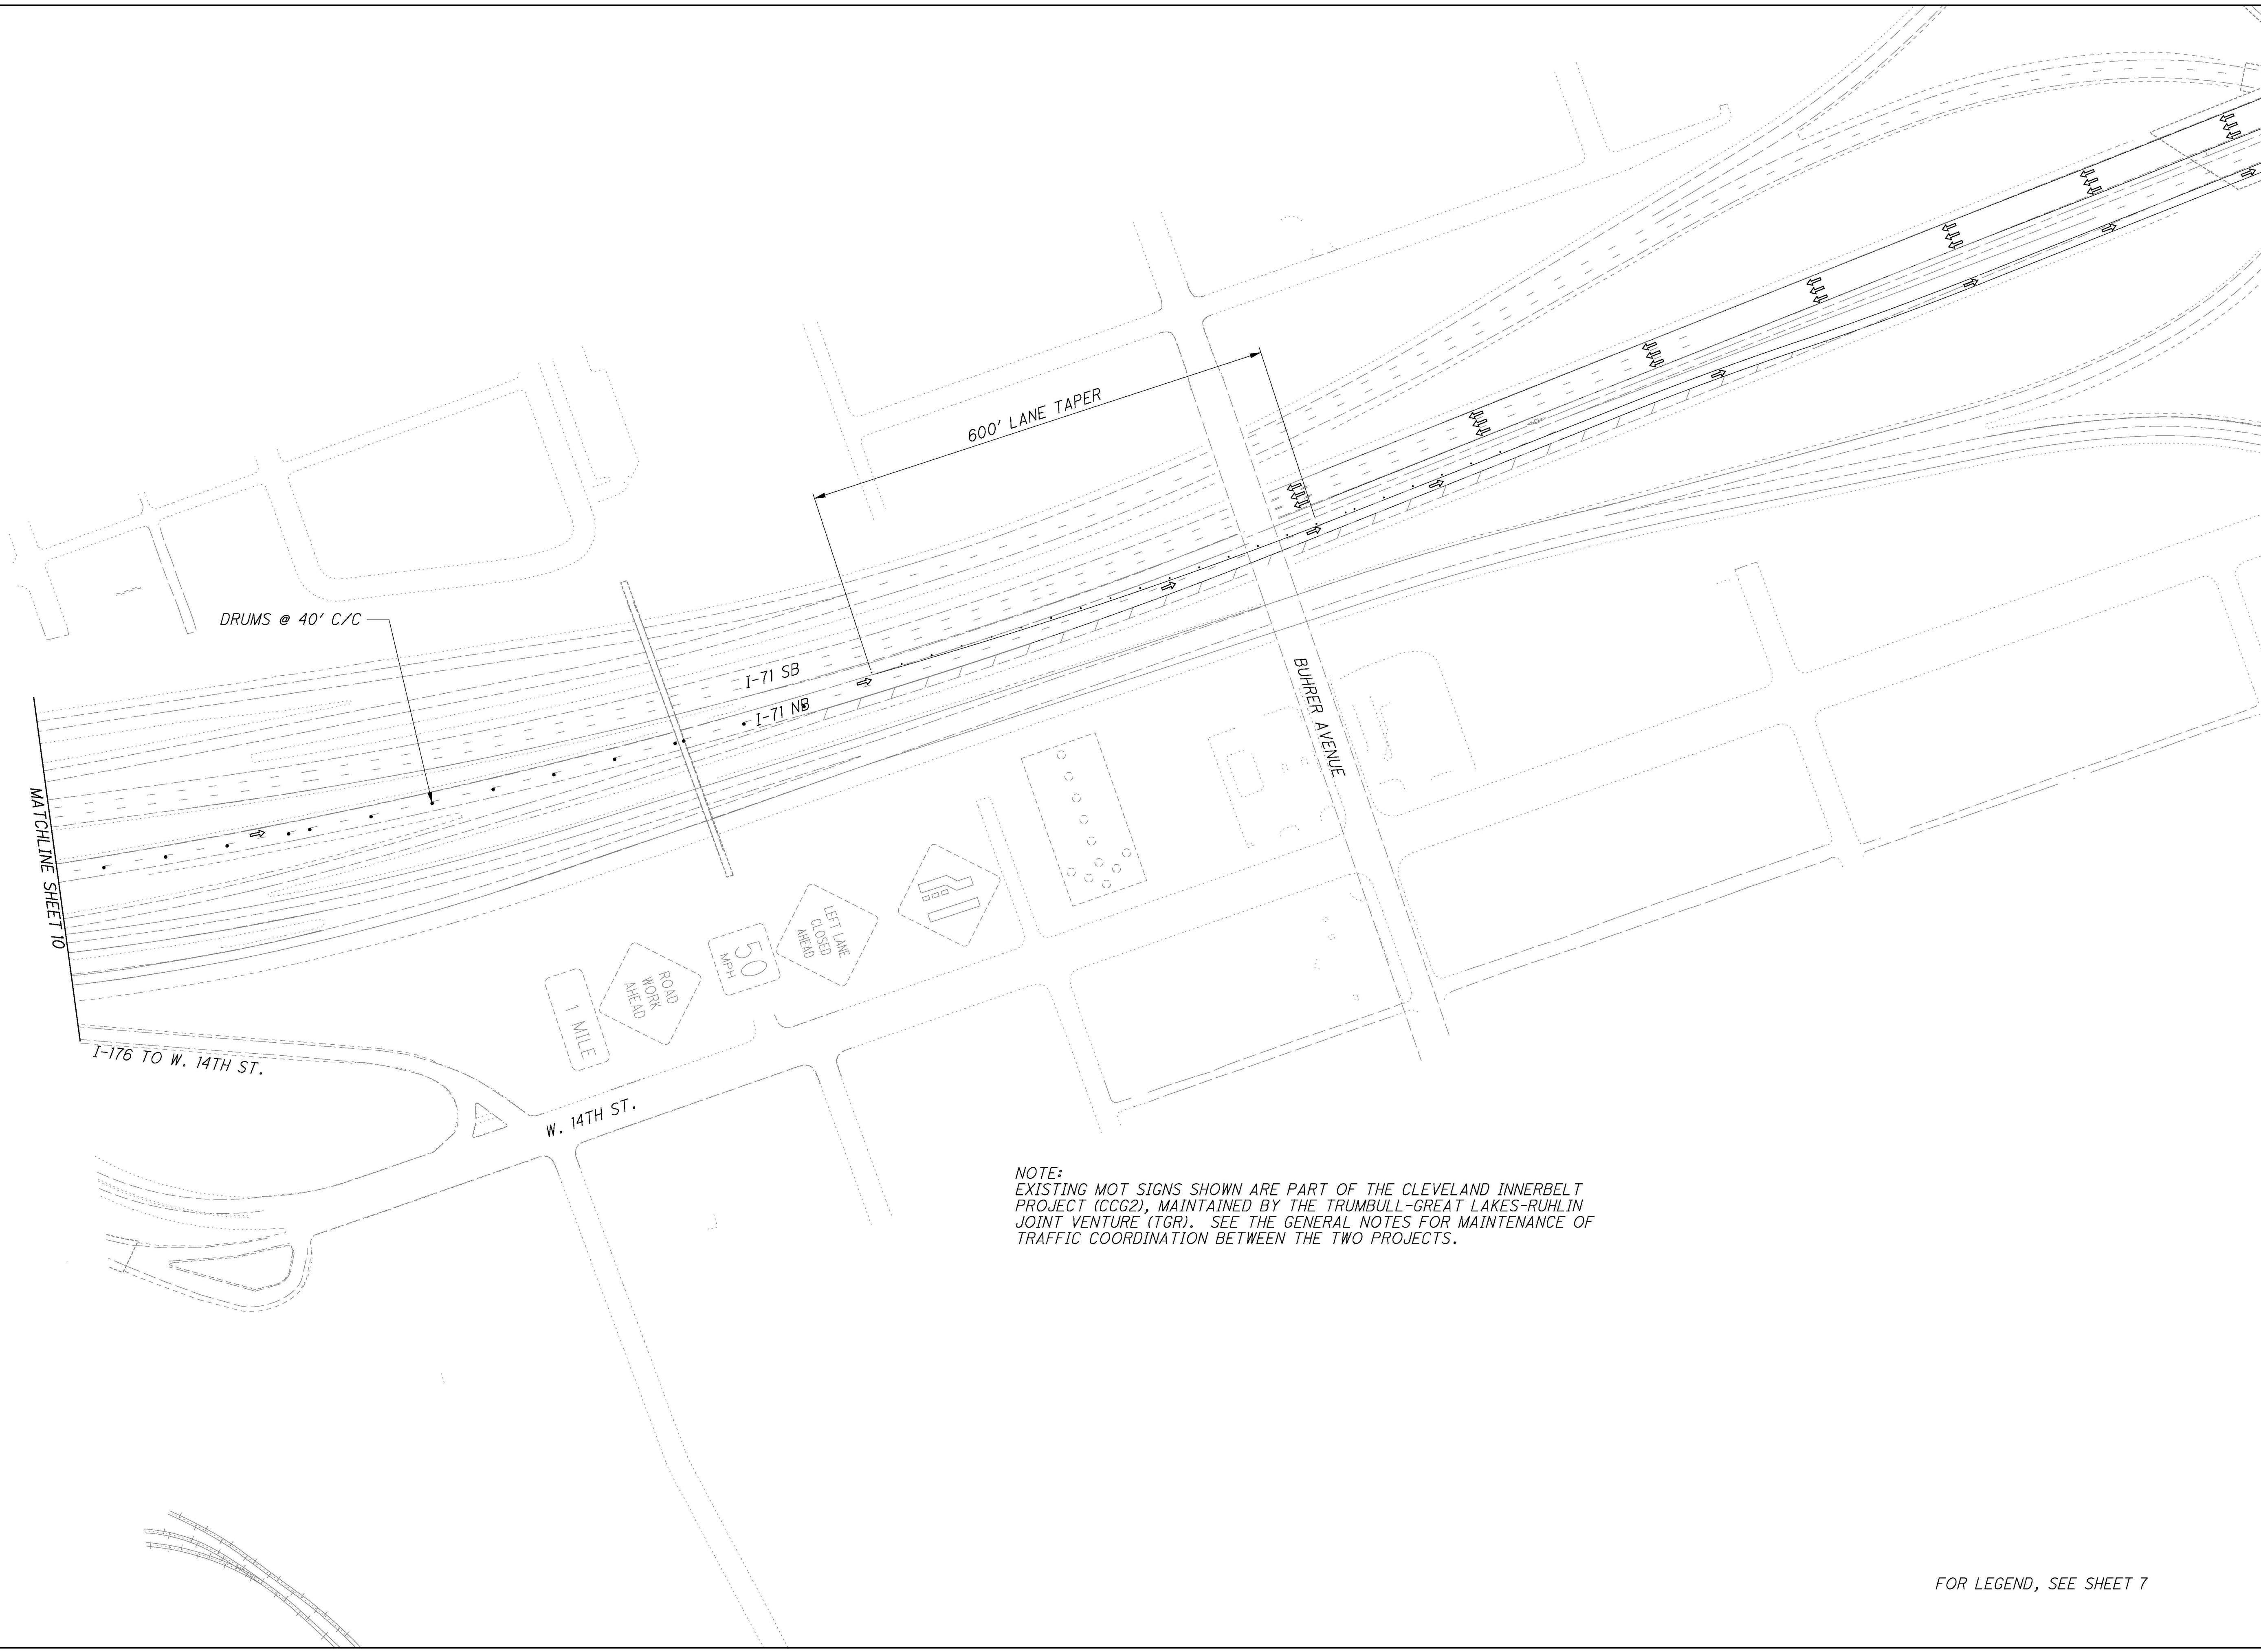 600' LANE TAPER
DRUMS @ 40' C/C
I-71 SB
I-71 NB
BUHRER AVENUE
MATCHLINE SHEET 10
LEFT LANE
CLOSED
AHEAD
50
MPH
ROAD
WORK
AHEAD
1 MILE
I-176 TO W. 14TH ST.
W. 14TH ST.
NOTE:
EXISTING MOT SIGNS SHOWN ARE PART OF THE CLEVELAND INNERBELT
PROJECT (CCG2), MAINTAINED BY THE TRUMBULL-GREAT LAKES-RUHLIN
JOINT VENTURE (TGR). SEE THE GENERAL NOTES FOR MAINTENANCE OF
TRAFFIC COORDINATION BETWEEN THE TWO PROJECTS.
FOR LEGEND, SEE SHEET 7